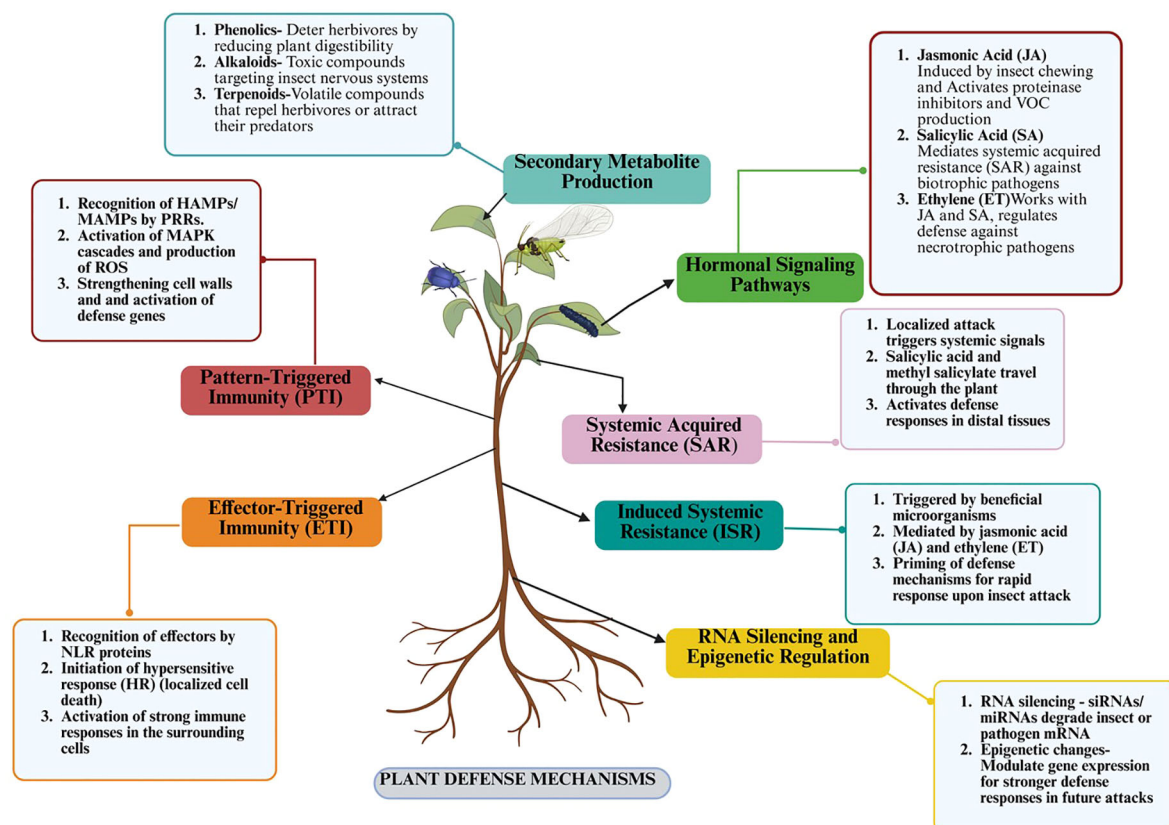 1. Phenolics- Deter herbivores by
reducing plant digestibility
2. Alkaloids- Toxic compounds
targeting insect nervous systems
3. Terpenoids-Volatile compounds
that repel herbivores or attract
their predators
Secondary Metabolite
Production
1. Jasmonic Acid (JA)
Induced by insect chewing
and Activates proteinase
inhibitors and VOC
production
2. Salicylic Acid (SA)
Mediates systemic acquired
resistance (SAR) against
biotrophic pathogens
3. Ethylene (ET)Works with
JA and SA, regulates
defense against
necrotrophic pathogens
Hormonal Signaling
Pathways
1. Recognition of HAMPs/
MAMPs by PRRs.
2. Activation of MAPK
cascades and production
of ROS
3. Strengthening cell walls
and and activation of
defense genes
Pattern-Triggered
Immunity (PTI)
1. Localized attack
triggers systemic signals
2. Salicylic acid and
methyl salicylate travel
through the plant
3. Activates defense
responses in distal tissues
Systemic Acquired
Resistance (SAR)
Effector-Triggered
Immunity (ETI)
Induced Systemic
Resistance (ISR)
1. Triggered by beneficial
microorganisms
2. Mediated by jasmonic acid
(JA) and ethylene (ET)
3. Priming of defense
mechanisms for rapid
response upon insect attack
1. Recognition of effectors by
NLR proteins
2. Initiation of hypersensitive
response (HR) (localized cell
death)
3. Activation of strong immune
responses in the surrounding
cells
RNA Silencing and
Epigenetic Regulation
1. RNA silencing - siRNAs/
miRNAs degrade insect or
pathogen mRNA
2. Epigenetic changes-
Modulate gene expression
for stronger defense
responses in future attacks
PLANT DEFENSE MECHANISMS